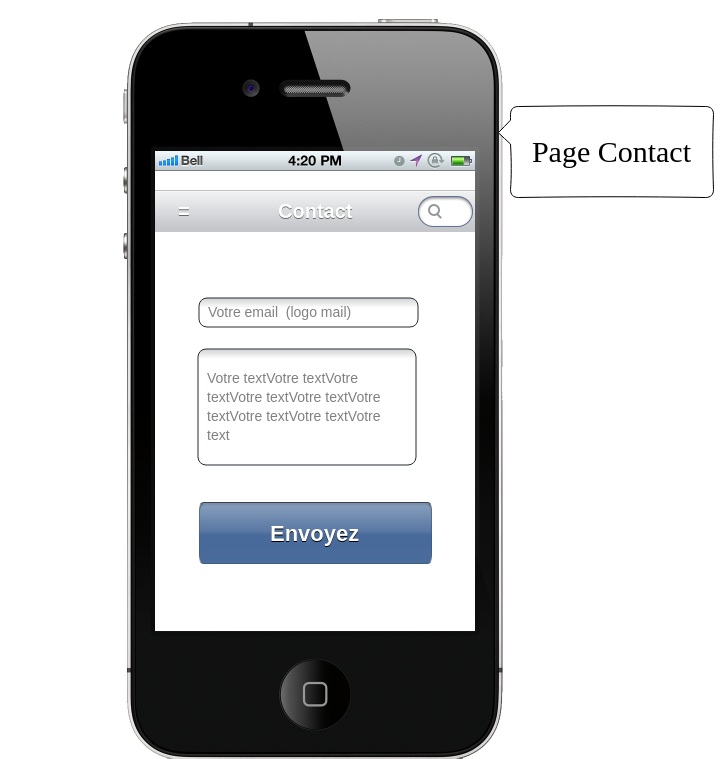 Bell 4:20 PM
Page Contact
= Contact
Votre email  (logo mail)
Votre textVotre textVotre
textVotre textVotre textVotre
textVotre textVotre textVotre
text
Envoyez